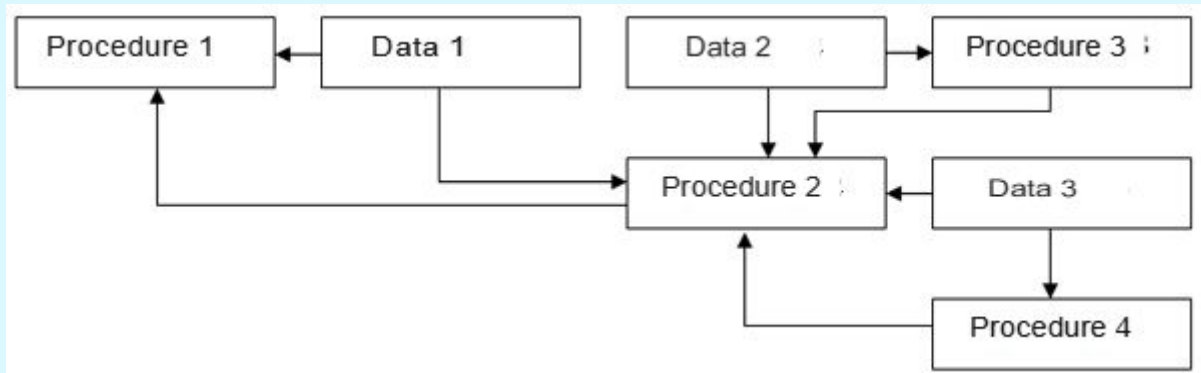 Procedure 1
Data 1
Data 2
Procedure 3
Procedure 2
Data 3
Procedure 4